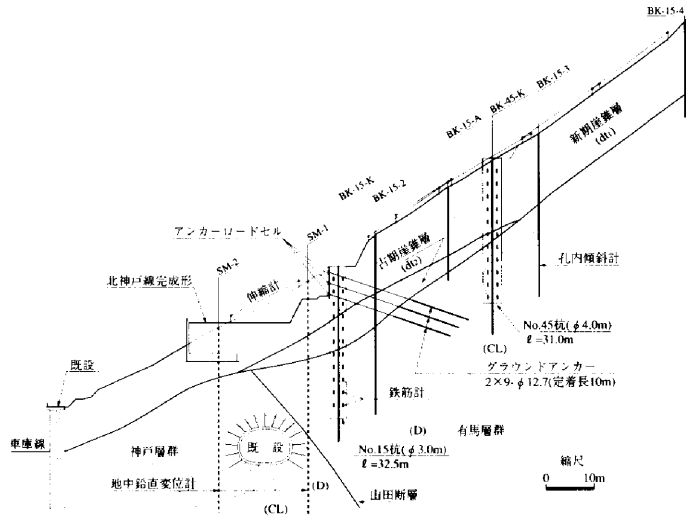 BK-15-4
BK-15-3
BK-45-K
BK-15-A
BK-15-2
BK-15-K
新期崖錐層
(dt₁)
古期崖錐層
(dt₂)
アンカーロードセル
SM-1
SM-2
北神戸線完成形
伸縮計
孔内傾斜計
No.45杭(φ4.0m)
ℓ=31.0m
(CL)
グラウンドアンカー
2×9-φ12.7(定着長10m)
既設
鉄筋計
(D)
有馬層群
車庫線
神戸層群
既設
No.15杭(φ3.0m)
ℓ=32.5m
縮尺
0 10m
地中鉛直変位計
(D)
山田断層
(CL)